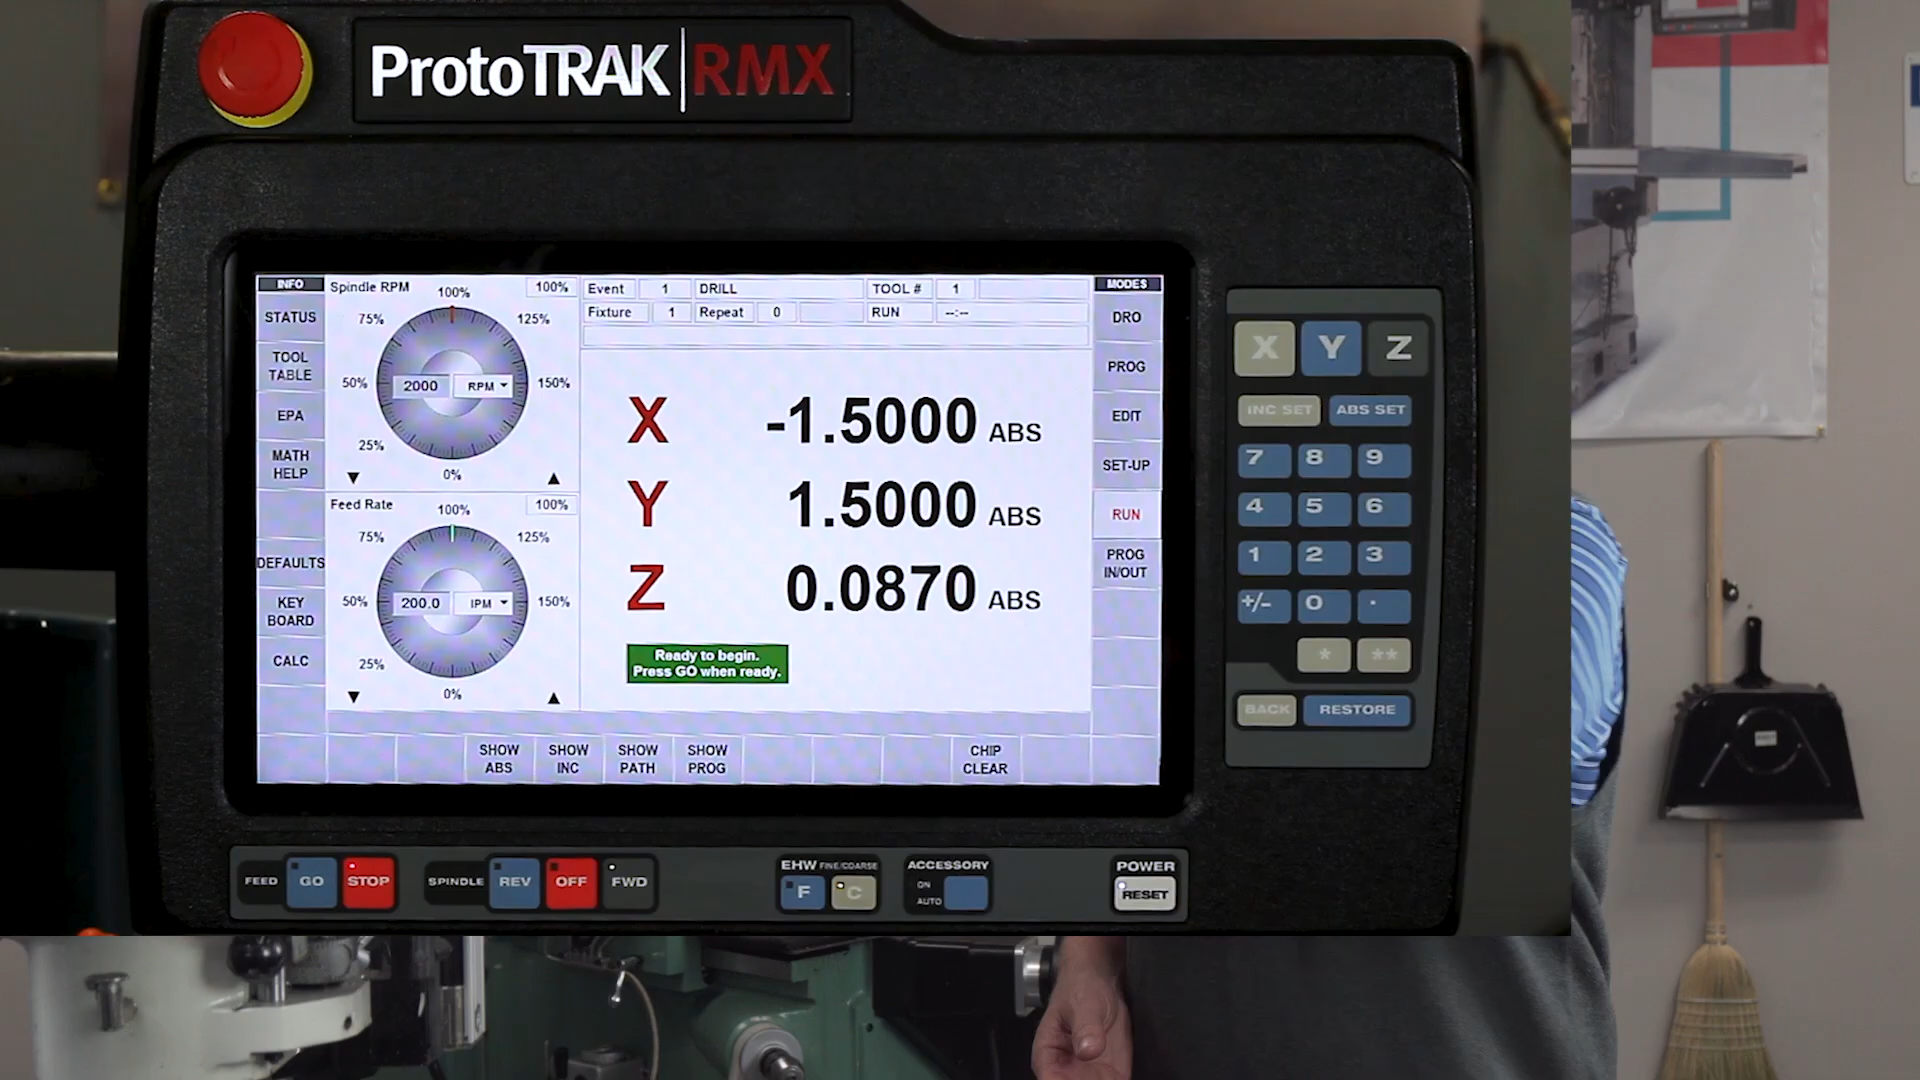 ProtoTRAK RMX
INFO
STATUS
TOOL
TABLE
EPA
MATH
HELP
DEFAULTS
KEY
BOARD
CALC
Spindle RPM
100%
100%
75%
125%
50%
2000
RPM
150%
25%
0%
Feed Rate
100%
100%
75%
125%
50%
200.0
IPM
150%
25%
0%
Event 1 DRILL TOOL # 1
Fixture 1 Repeat 0 RUN --:--
X -1.5000 ABS
Y 1.5000 ABS
Z 0.0870 ABS
Ready to begin.
Press GO when ready.
MODES
DRO
PROG
EDIT
SET-UP
RUN
PROG
IN/OUT
SHOW
ABS
SHOW
INC
SHOW
PATH
SHOW
PROG
CHIP
CLEAR
X Y Z
INC SET ABS SET
7 8 9
4 5 6
1 2 3
+/- 0 .
* **
BACK RESTORE
FEED GO STOP
SPINDLE REV OFF FWD
EHW FINE/COARSE
F C
ACCESSORY
ON
AUTO
POWER
RESET